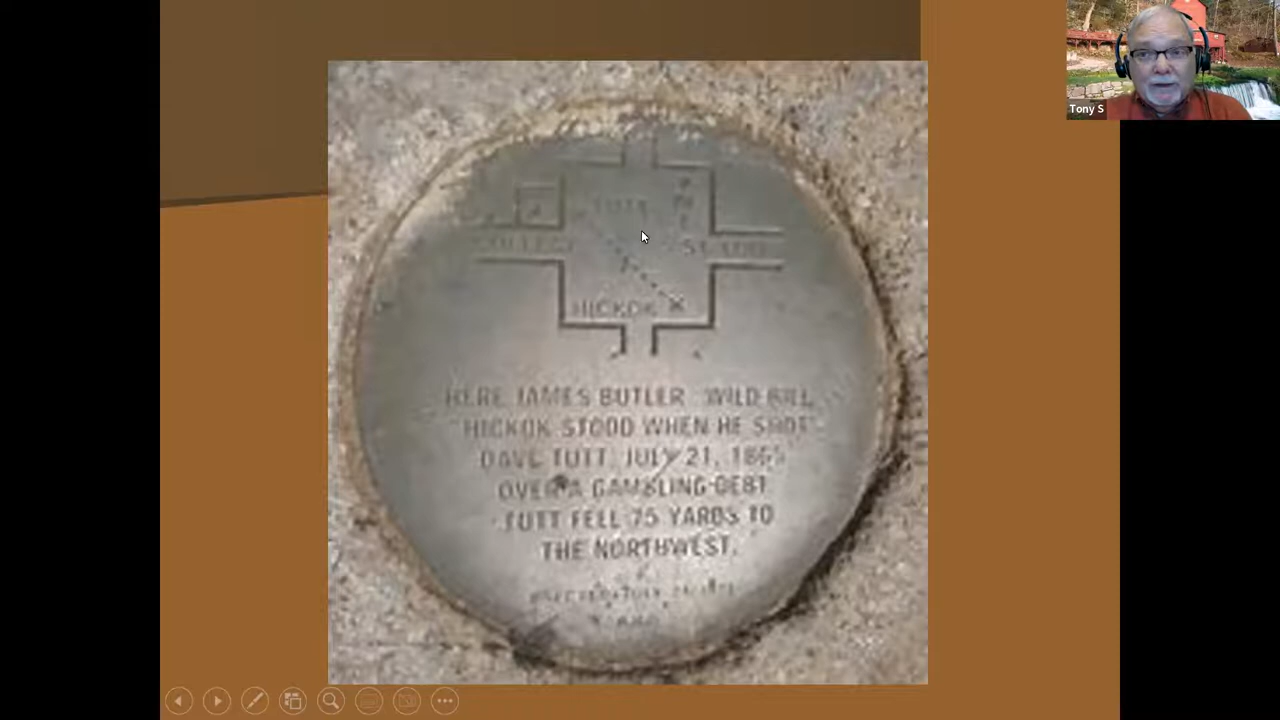 Tony S
TUTT
COLLEGE
ST.
HICKOK X
HERE JAMES BUTLER "WILD BILL
"HICKOK STOOD WHEN HE SHOT
DAVE TUTT, JULY 21, 1865
OVER A GAMBLING DEBT
TUTT FELL 75 YARDS TO
THE NORTHWEST.